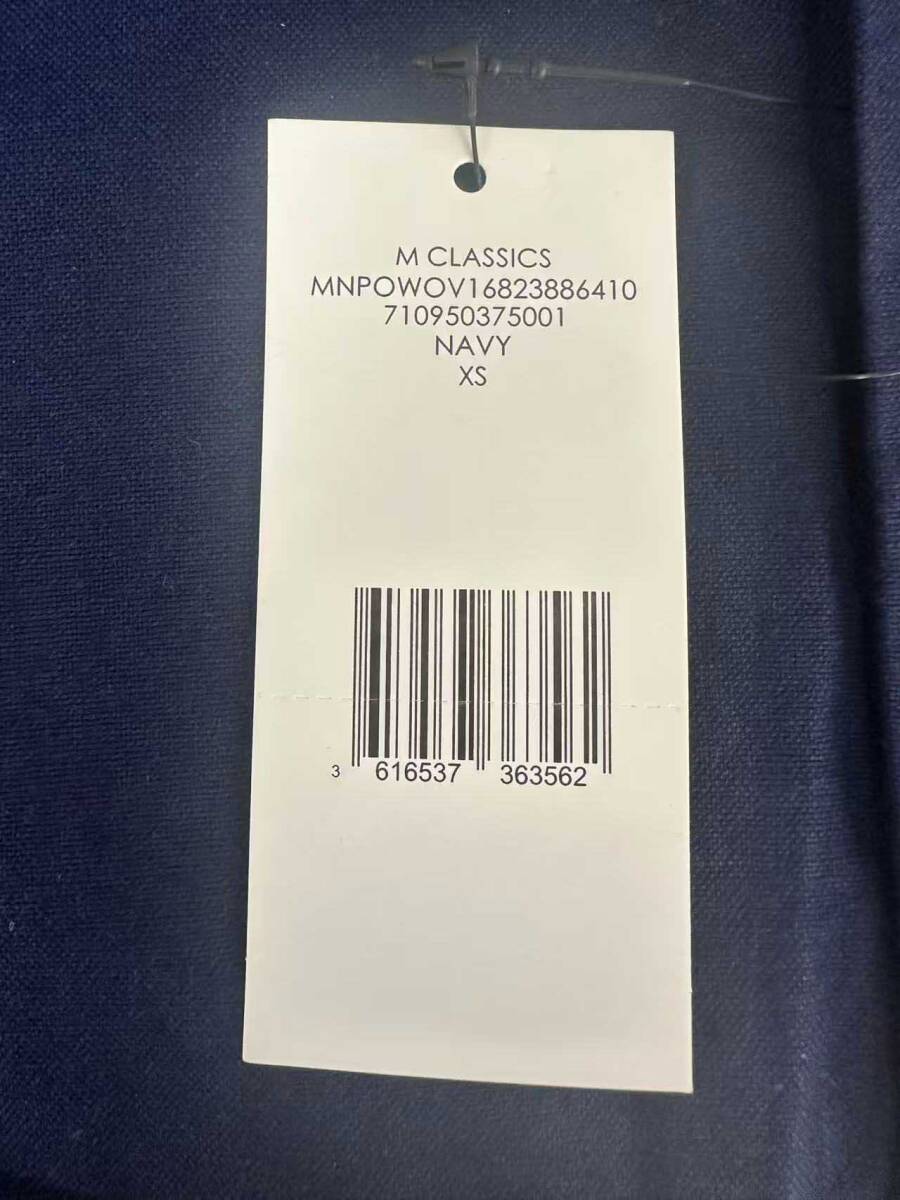 M CLASSICS
MNPOWOV16823886410
710950375001
NAVY
XS
3 616537 363562